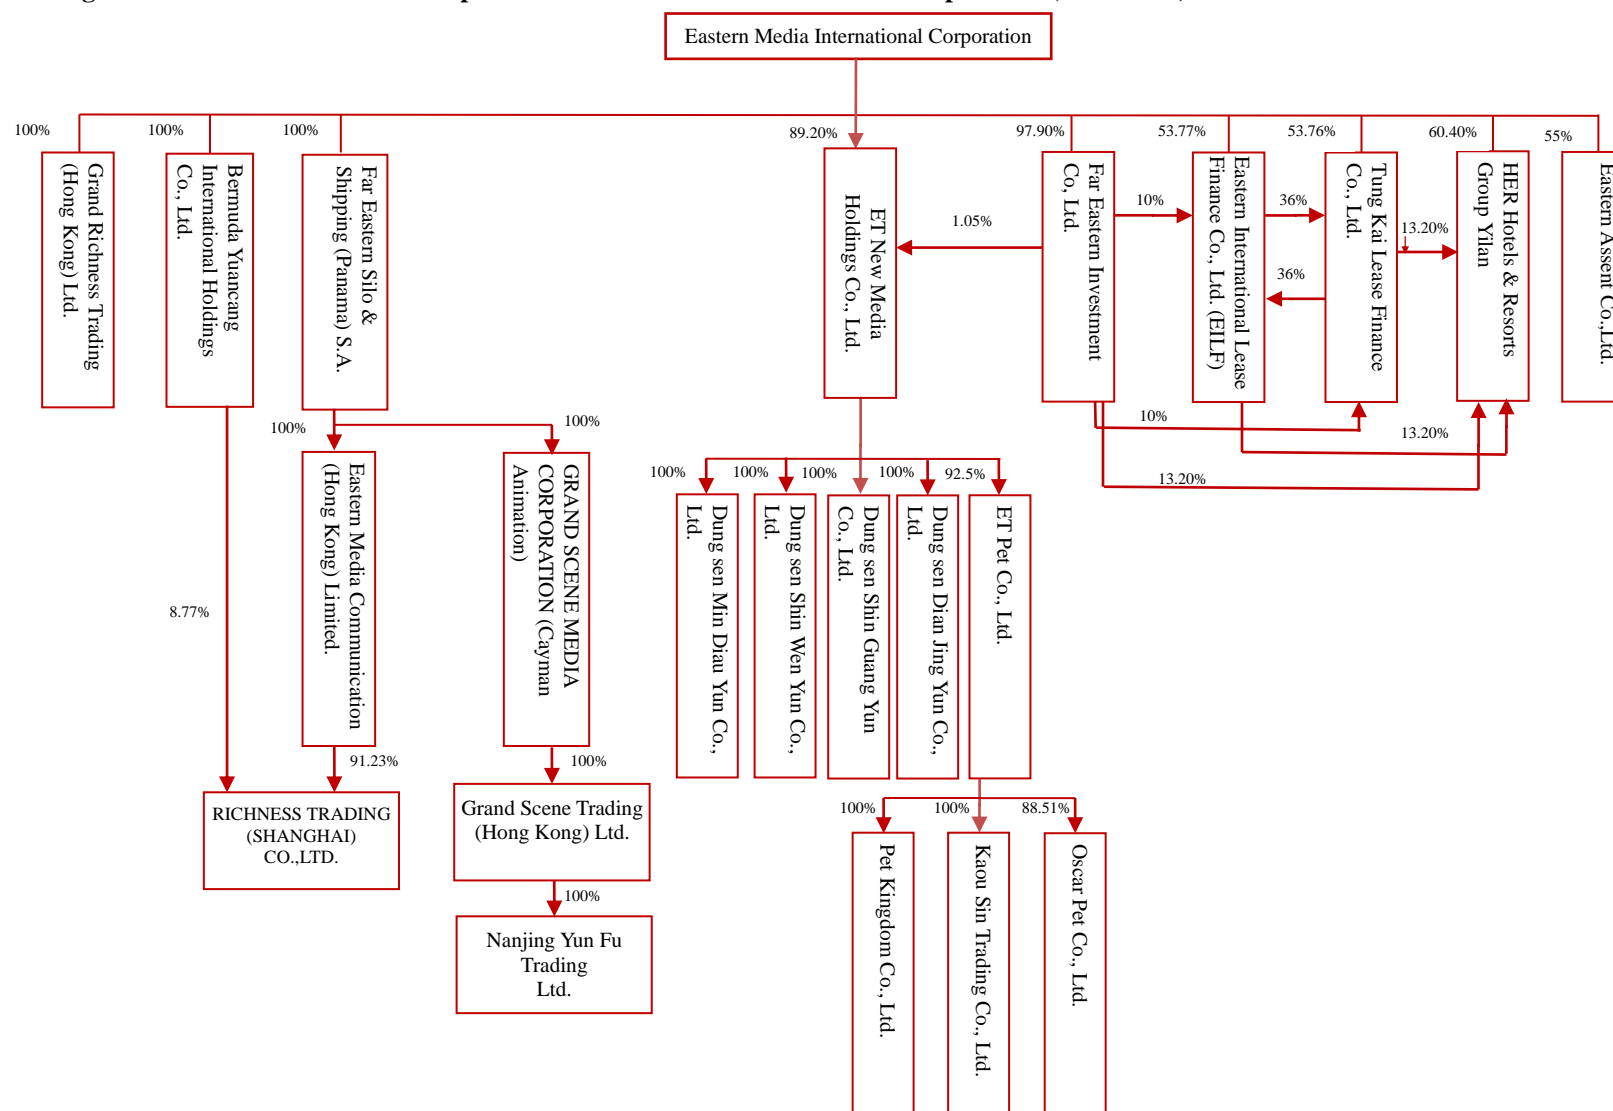 Eastern Media International Corporation
100%
100%
100%
89.20%
97.90%
53.77%
53.76%
60.40%
55%
Grand Richness Trading
(Hong Kong) Ltd.
Bermuda Yuancang
International Holdings
Co., Ltd.
Far Eastern Silo &
Shipping (Panama) S.A.
ET New Media
Holdings Co., Ltd.
Far Eastern Investment
Co, Ltd.
Eastern International Lease
Finance Co., Ltd. (EILF)
Tung Kai Lease Finance
Co., Ltd.
HER Hotels & Resorts
Group Yilan
Eastern Assent Co.,Ltd.
1.05%
10%
36%
36%
13.20%
10%
13.20%
13.20%
100%
100%
8.77%
Eastern Media Communication
(Hong Kong) Limited.
GRAND SCENE MEDIA
CORPORATION (Cayman
Animation)
100%
100%
100%
100%
92.5%
Dung sen Min Diau Yun Co.,
Ltd.
Dung sen Shin Wen Yun Co.,
Ltd.
Dung sen Shin Guang Yun
Co., Ltd.
Dung sen Dian Jing Yun Co.,
Ltd.
ET Pet Co., Ltd.
91.23%
100%
RICHNESS TRADING
(SHANGHAI)
CO.,LTD.
Grand Scene Trading
(Hong Kong) Ltd.
100%
Nanjing Yun Fu
Trading
Ltd.
100%
100%
88.51%
Pet Kingdom Co., Ltd.
Kaou Sin Trading Co., Ltd.
Oscar Pet Co., Ltd.